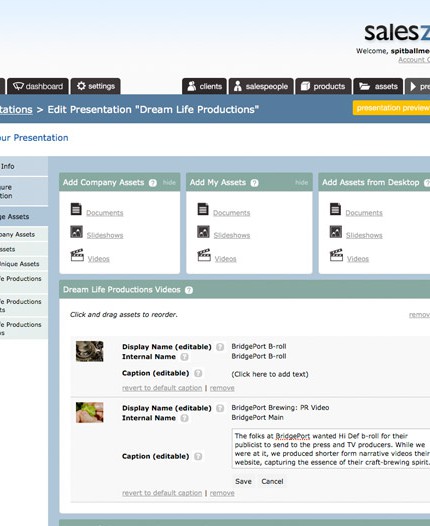 sales
Welcome, spitballme
Account
dashboard settings clients salespeople products assets pre
tations > Edit Presentation "Dream Life Productions"
presentation preview
our Presentation
Info
ure
tion
ge Assets
pany Assets
ssets
nique Assets
fe Productions
fe Productions
ts
fe Productions
s
Add Company Assets ? hide
Documents
Slideshows
Videos
Add My Assets ? hide
Documents
Slideshows
Videos
Add Assets from Desktop ?
Documents
Slideshows
Videos
Dream Life Productions Videos ?
Click and drag assets to reorder.
remov
Display Name (editable) ? BridgePort B-roll
Internal Name ? BridgePort B-roll
Caption (editable) ? (Click here to add text)
revert to default caption | remove
Display Name (editable) ? BridgePort Brewing: PR Video
Internal Name ? BridgePort Main
Caption (editable) ?
The folks at BridgePort wanted Hi Def b-roll for their
publicist to send to the press and TV producers. While we
were at it, we produced shorter form narrative videos their
website, capturing the essence of their craft-brewing spirit.
Save Cancel
revert to default caption | remove